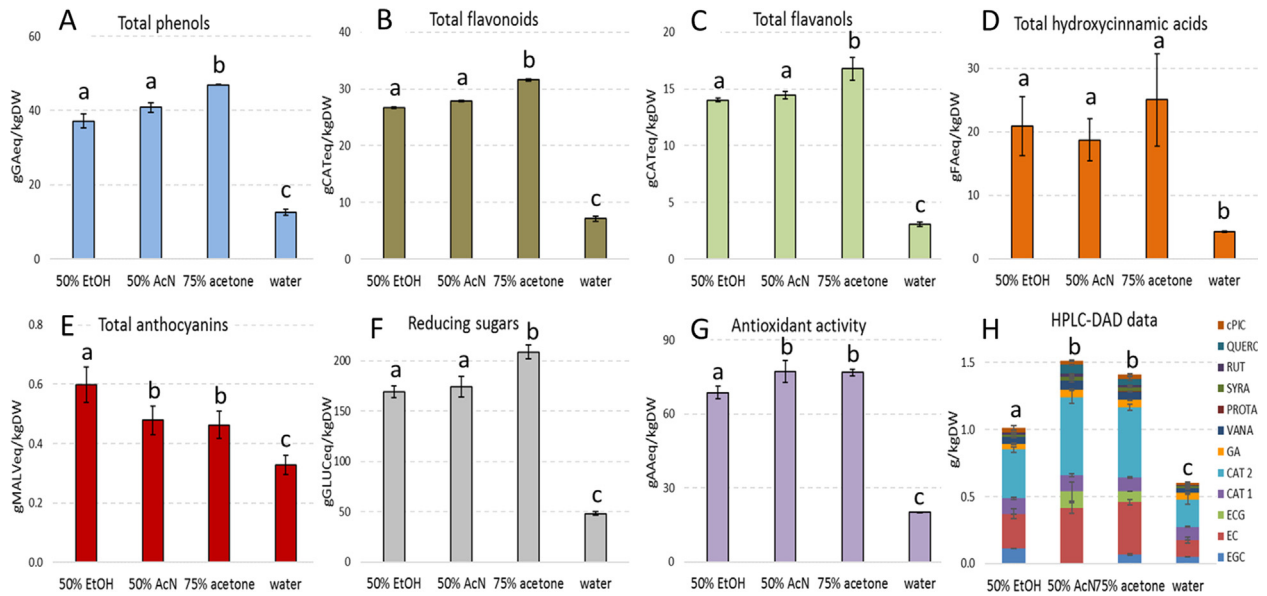 A Total phenols
60
40
20
0
gGAeq/kgDW
a a b c
50% EtOH 50% AcN 75% acetone water
B Total flavonoids
40
30
20
10
0
gCATeq/kgDW
a a b c
50% EtOH 50% AcN 75% acetone water
C Total flavanols
20
15
10
5
0
gCATeq/kgDW
a a b c
50% EtOH 50% AcN 75% acetone water
D Total hydroxycinnamic acids
30
20
10
0
gFAeq/kgDW
a a a b
50% EtOH 50% AcN 75% acetone water
E Total anthocyanins
0.8
0.6
0.4
0.2
0.0
gMALVeq/kgDW
a b b c
50% EtOH 50% AcN 75% acetone water
F Reducing sugars
200
150
100
50
0
gGLUCeq/kgDW
a a b c
50% EtOH 50% AcN 75% acetone water
G Antioxidant activity
90
60
30
0
gAAeq/kgDW
a b b c
50% EtOH 50% AcN 75% acetone water
H HPLC-DAD data
1.5
1.0
0.5
0.0
g/kgDW
a b b c
50% EtOH 50% AcN 75% acetone water
cPIC
QUERC
RUT
SYRA
PROTA
VANA
GA
CAT 2
CAT 1
ECG
EC
EGC